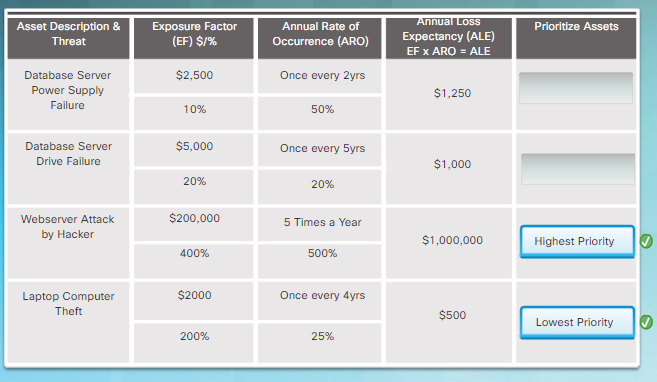 Asset Description &
Threat
Exposure Factor
(EF) $/%
Annual Rate of
Occurrence (ARO)
Annual Loss
Expectancy (ALE)
EF x ARO = ALE
Prioritize Assets
Database Server
Power Supply
Failure
$2,500
10%
Once every 2yrs
50%
$1,250
Database Server
Drive Failure
$5,000
20%
Once every 5yrs
20%
$1,000
Webserver Attack
by Hacker
$200,000
400%
5 Times a Year
500%
$1,000,000
Highest Priority
Laptop Computer
Theft
$2000
200%
Once every 4yrs
25%
$500
Lowest Priority